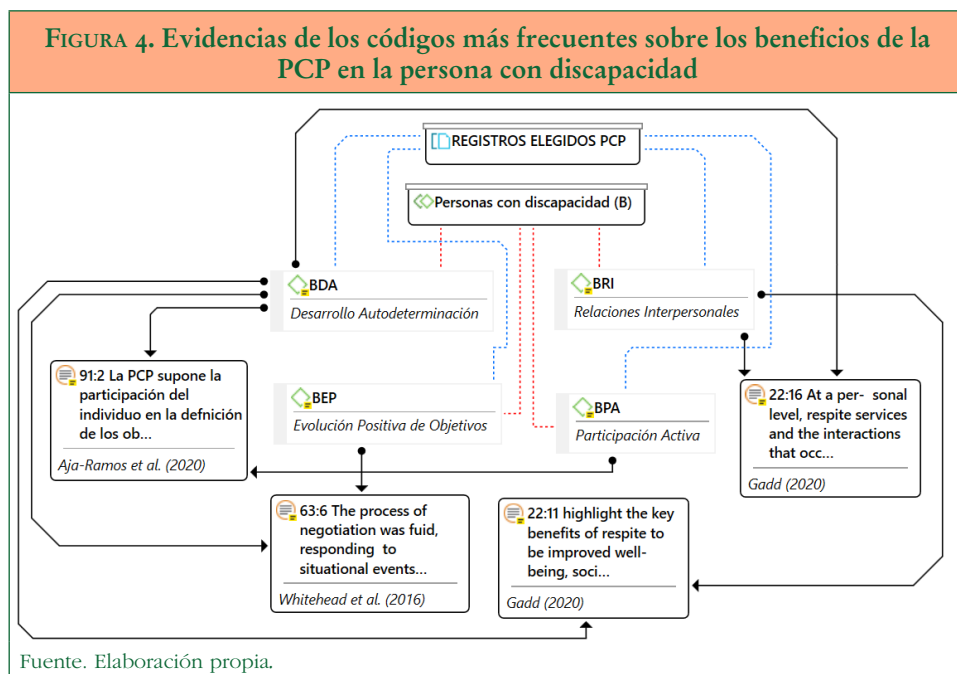 FIGURA 4. Evidencias de los códigos más frecuentes sobre los beneficios de la
PCP en la persona con discapacidad
REGISTROS ELEGIDOS PCP
Personas con discapacidad (B)
BDA
Desarrollo Autodeterminación
BRI
Relaciones Interpersonales
91:2 La PCP supone la
participación del
individuo en la defnición
de los ob...
Aja-Ramos et al. (2020)
BEP
Evolución Positiva de Objetivos
BPA
Participación Activa
22:16 At a per- sonal
level, respite services
and the interactions
that occ...
Gadd (2020)
63:6 The process of
negotiation was fuid,
responding to
situational events...
Whitehead et al. (2016)
22:11 highlight the key
benefits of respite to
be improved well-
being, soci...
Gadd (2020)
Fuente. Elaboración propia.